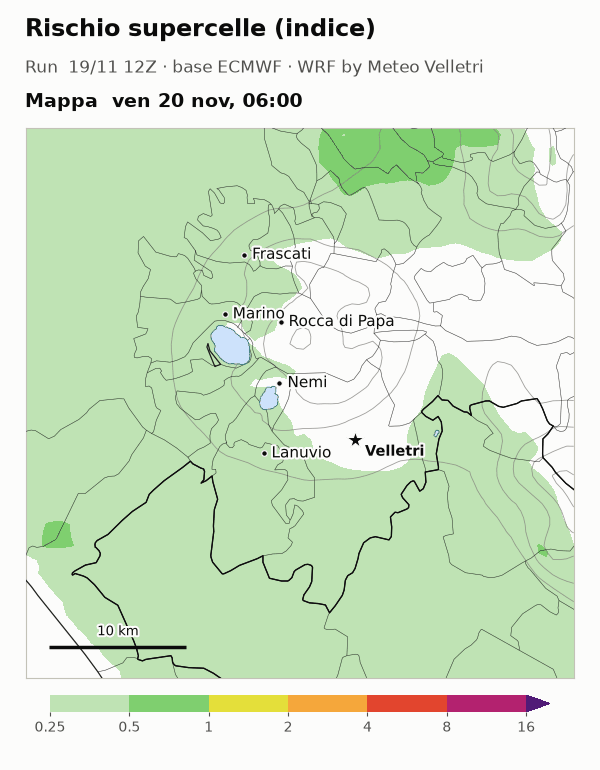 Rischio supercelle (indice)
Run 19/11 12Z · base ECMWF · WRF by Meteo Velletri
Mappa ven 20 nov, 06:00
Frascati
Marino
Rocca di Papa
Nemi
Velletri
Lanuvio
10 km
0.25 0.5 1 2 4 8 16